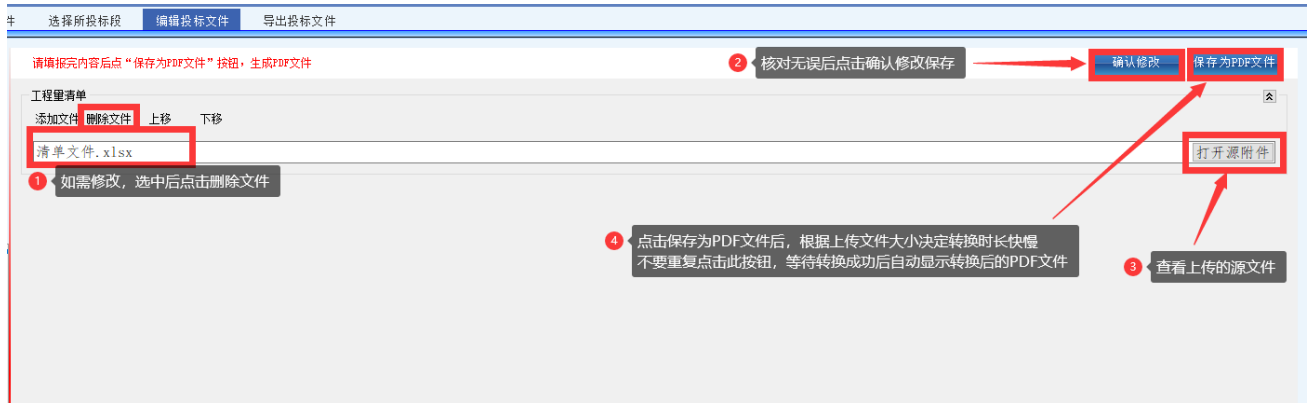 件 选择所投标段 编辑投标文件 导出投标文件
请填报完内容后点“保存为PDF文件”按钮，生成PDF文件
2 核对无误后点击确认修改保存
确认修改 保存为PDF文件
工程量清单
添加文件 删除文件 上移 下移
清单文件.xlsx
打开源附件
1 如需修改，选中后点击删除文件
4 点击保存为PDF文件后，根据上传文件大小决定转换时长快慢
不要重复点击此按钮，等待转换成功后自动显示转换后的PDF文件
3 查看上传的源文件